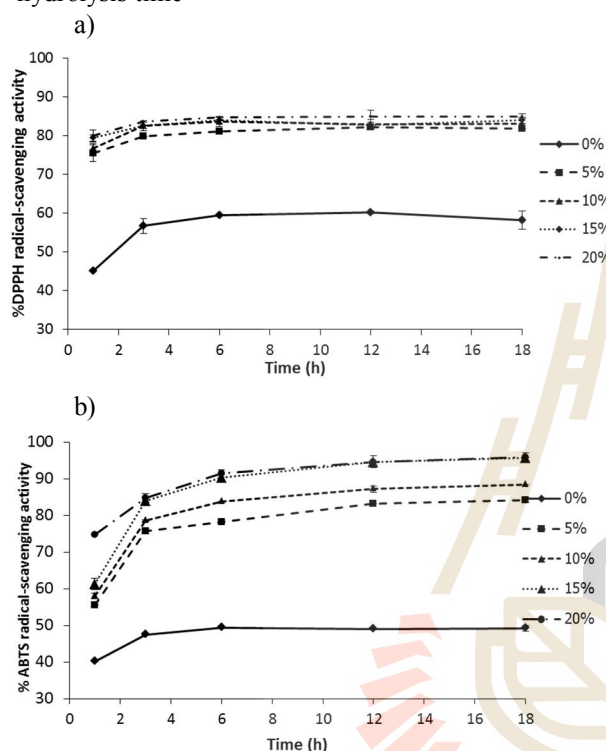 hydrolysis time
a)
%DPPH radical-scavenging activity
100
90
80
70
60
50
40
30
0 2 4 6 8 10 12 14 16 18
Time (h)
0%
5%
10%
15%
20%
b)
% ABTS radical-scavenging activity
100
90
80
70
60
50
40
30
0 2 4 6 8 10 12 14 16 18
Time (h)
0%
5%
10%
15%
20%